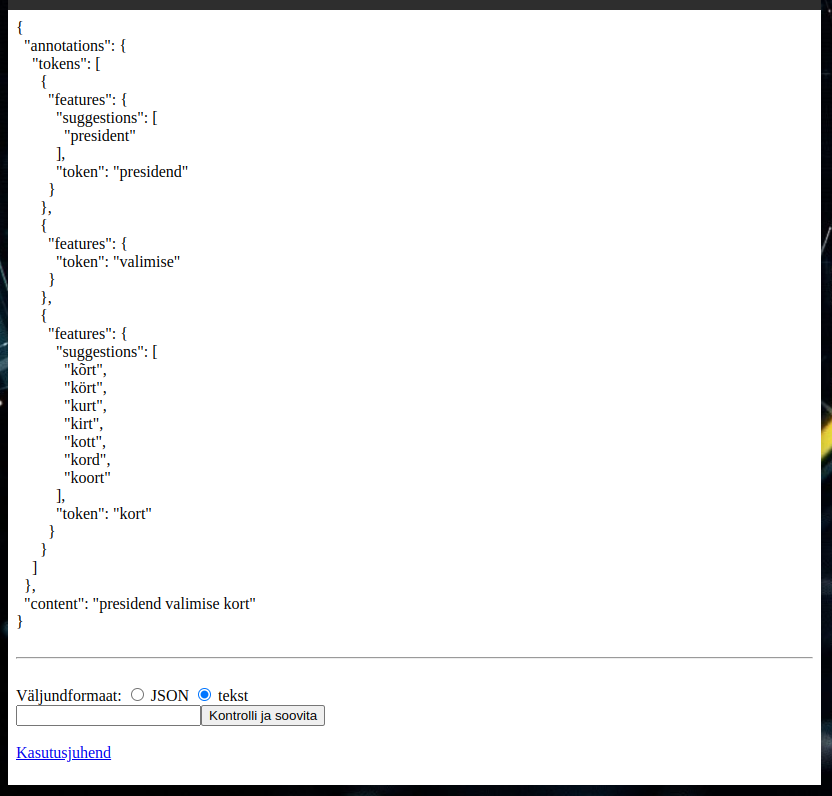 {
"annotations": {
"tokens": [
{
"features": {
"suggestions": [
"president"
],
"token": "presidend"
}
},
{
"features": {
"token": "valimise"
}
},
{
"features": {
"suggestions": [
"kõrt",
"kört",
"kurt",
"kirt",
"kott",
"kord",
"koort"
],
"token": "kort"
}
}
]
},
"content": "presidend valimise kort"
}
Väljundformaat: JSON tekst
Kontrolli ja soovita
Kasutusjuhend